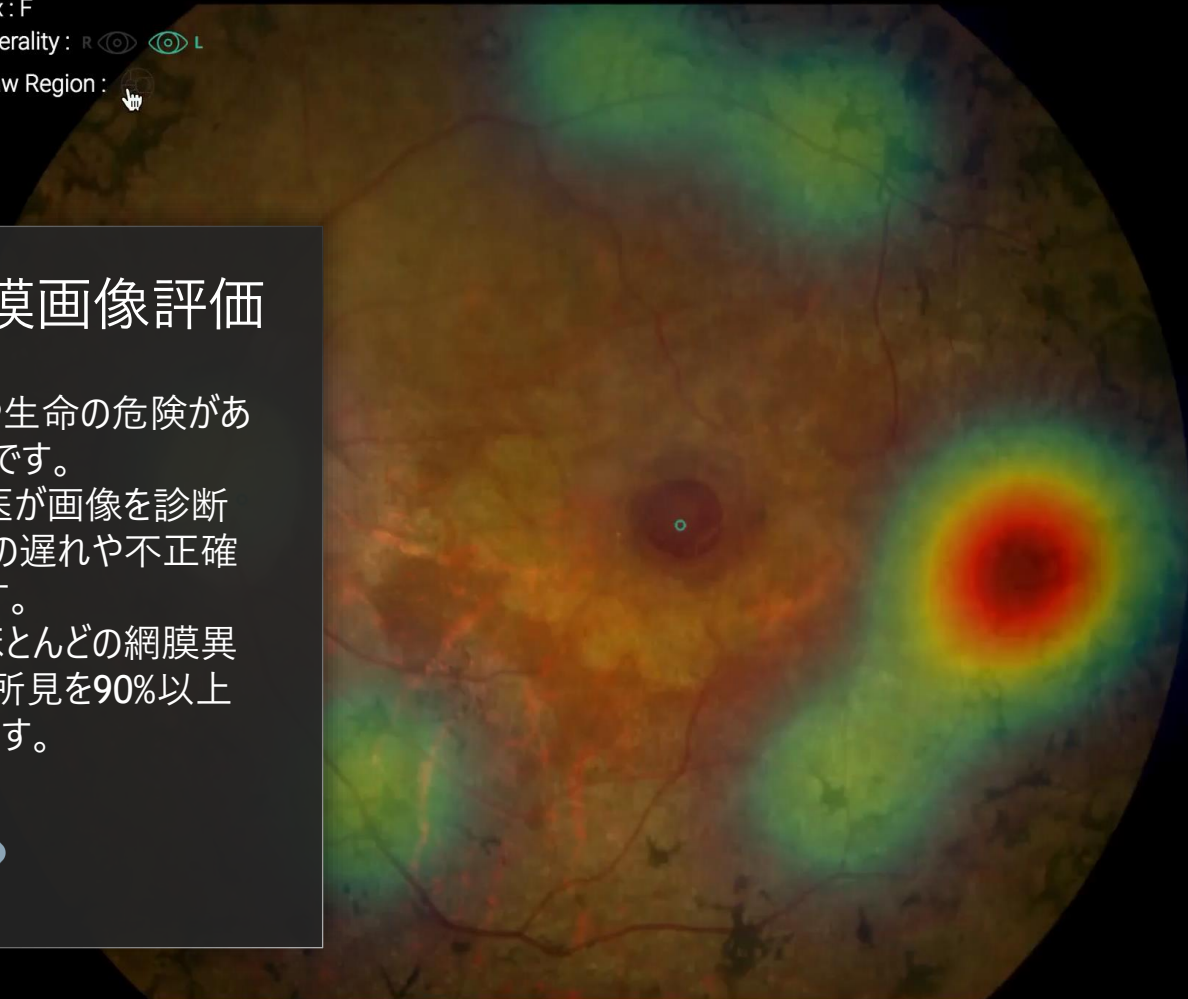 : F
erality : R L
w Region :
膜画像評価
生命の危険があ
です。
医が画像を診断
の遅れや不正確
。
ほとんどの網膜異
所見を90%以上
す。